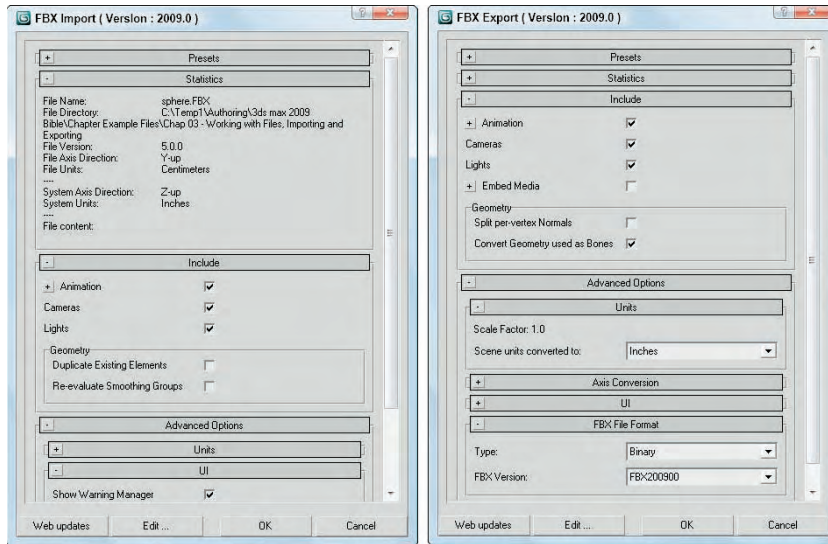 FBX Import ( Version : 2009.0 )
+ Presets
- Statistics
File Name: sphere.FBX
File Directory: C:\Temp1\Authoring\3ds max 2009
Bible\Chapter Example Files\Chap 03 - Working with Files, Importing and
Exporting
File Version: 5.0.0
File Axis Direction: Y-up
File Units: Centimeters
----
System Axis Direction: Z-up
System Units: Inches
----
File content:
- Include
+ Animation
Cameras
Lights
Geometry
Duplicate Existing Elements
Re-evaluate Smoothing Groups
- Advanced Options
+ Units
- UI
Show Warning Manager
Web updates Edit ... OK Cancel
FBX Export ( Version : 2009.0 )
+ Presets
+ Statistics
- Include
+ Animation
Cameras
Lights
+ Embed Media
Geometry
Split per-vertex Normals
Convert Geometry used as Bones
- Advanced Options
- Units
Scale Factor: 1.0
Scene units converted to: Inches
+ Axis Conversion
+ UI
- FBX File Format
Type: Binary
FBX Version: FBX200900
Web updates Edit ... OK Cancel